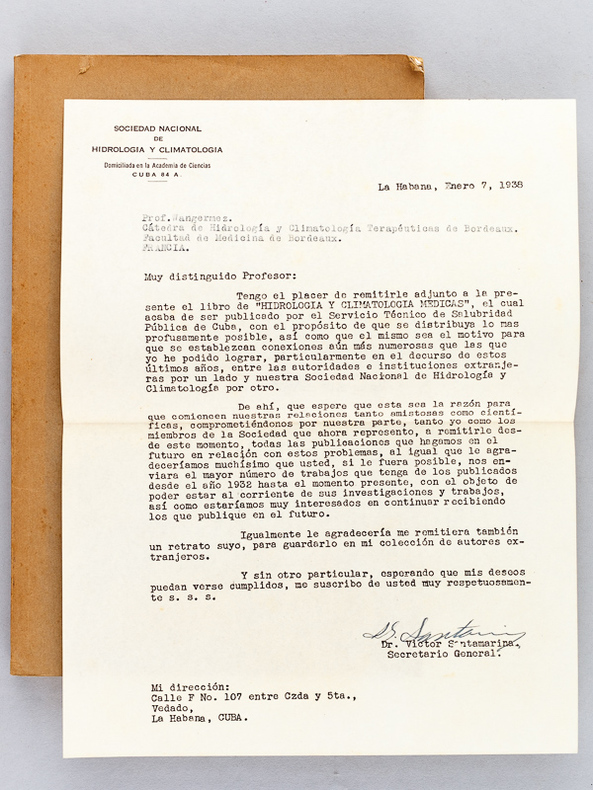 SOCIEDAD NACIONAL
DE
HIDROLOGIA Y CLIMATOLOGIA
Domiciliada en la Academia de Ciencias
CUBA 84 A.
La Habana, Enero 7, 1938
Prof. Wangermez.
Cátedra de Hidrología y Climatología Terapéuticas de Bordeaux.
Facultad de Medicina de Bordeaux.
FRANCIA.
Muy distinguido Profesor:
Tengo el placer de remitirle adjunto a la pre-
sente el libro de "HIDROLOGIA Y CLIMATOLOGIA MEDICAS", el cual
acaba de ser publicado por el Servicio Técnico de Salubridad
Pública de Cuba, con el propósito de que se distribuya lo mas
profusamente posible, así como que el mismo sea el motivo para
que se establezcan conexiones aún más numerosas que las que
yo he podido lograr, particularmente en el decurso de estos
últimos años, entre las autoridades e instituciones extranje-
ras por un lado y nuestra Sociedad Nacional de Hidrología y
Climatología por otro.
De ahí, que espere que esta sea la razón para
que comiencen nuestras relaciones tanto amistosas como cientí-
ficas, comprometiéndonos por nuestra parte, tanto yo como los
miembros de la Sociedad que ahora represento, a remitirle des-
de este momento, todas las publicaciones que hagamos en el
futuro en relación con estos problemas, al igual que le agra-
deceríamos muchísimo que usted, si le fuera posible, nos en-
viara el mayor número de trabajos que tenga de los publicados
desde el año 1932 hasta el momento presente, con el objeto de
poder estar al corriente de sus investigaciones y trabajos,
así como estaríamos muy interesados en continuar recibiendo
los que publique en el futuro.
Igualmente le agradecería me remitiera también
un retrato suyo, para guardarlo en mi colección de autores ex-
tranjeros.
Y sin otro particular, esperando que mis deseos
puedan verse cumplidos, me suscribo de usted muy respetuosamen-
te s. s. s.
Dr. Victor Santamarina,
Secretario General.
Mi dirección:
Calle F No. 107 entre Czda y 5ta.,
Vedado,
La Habana, CUBA.